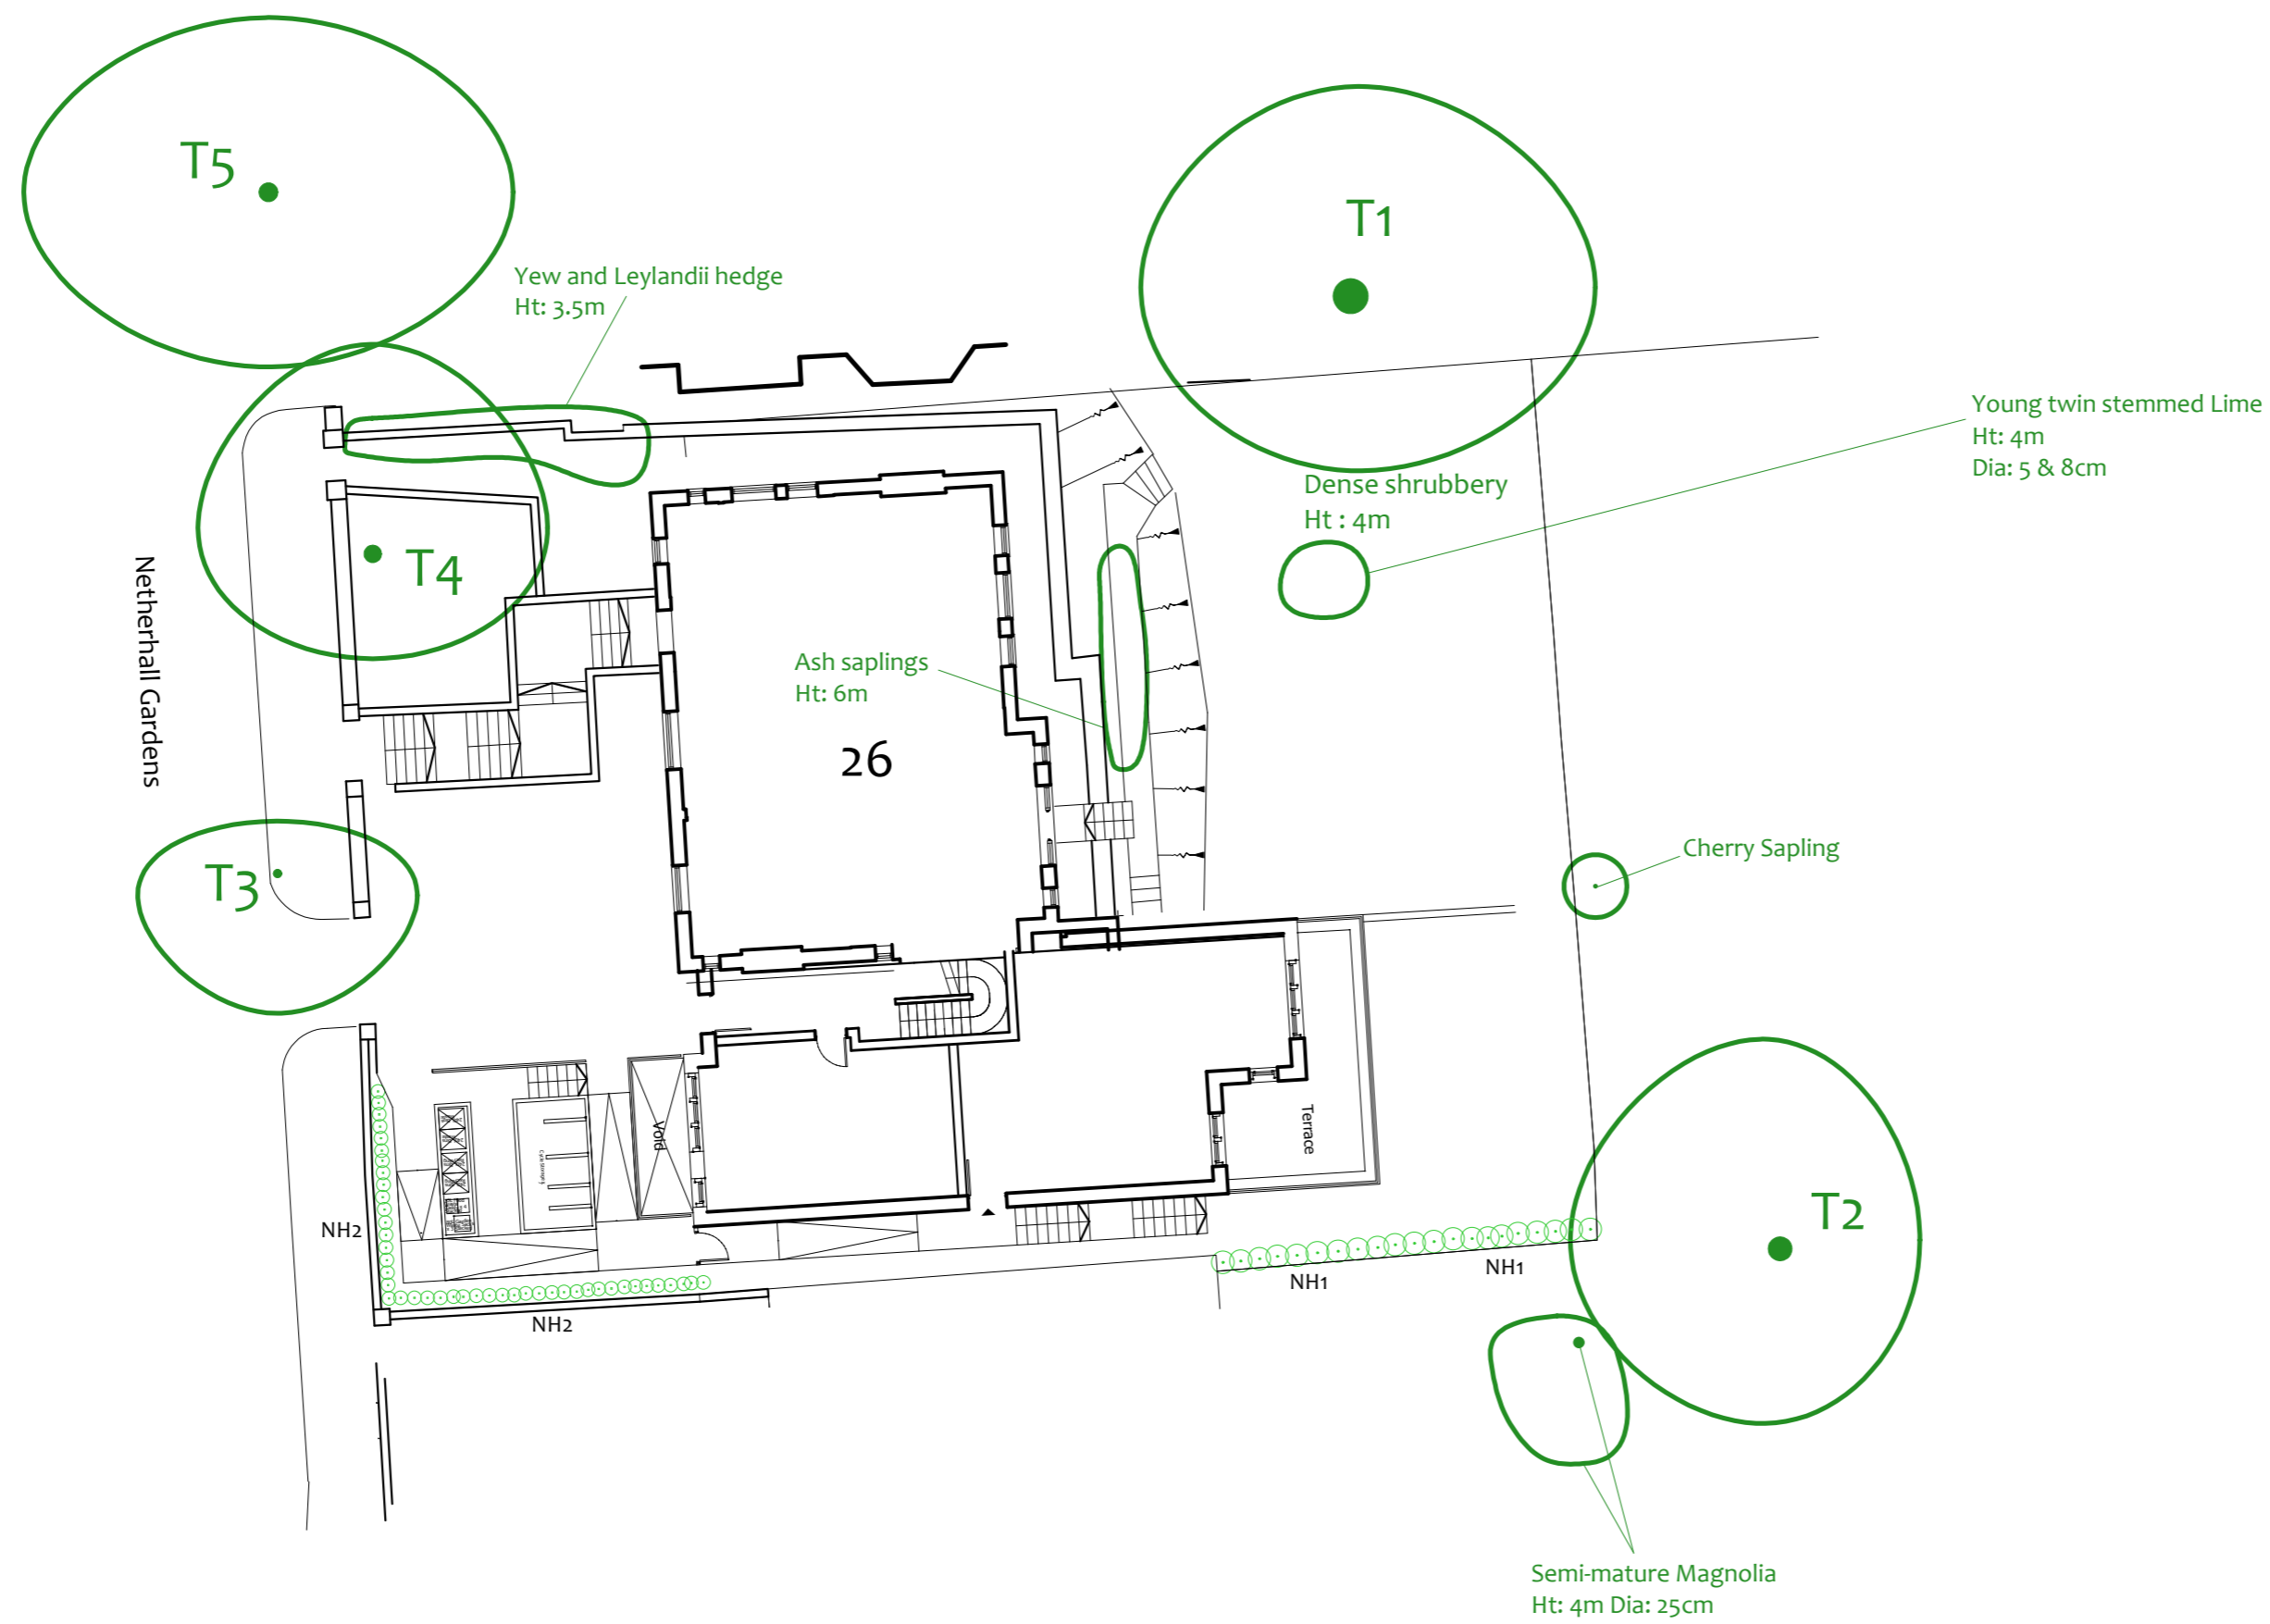 T5
T1
Yew and Leylandii hedge
Ht: 3.5m
Young twin stemmed Lime
Ht: 4m
Dia: 5 & 8cm
Dense shrubbery
Ht : 4m
T4
Netherhall Gardens
Ash saplings
Ht: 6m
26
Cherry Sapling
T3
Terrace
Void
T2
NH2
NH1
NH1
NH2
Semi-mature Magnolia
Ht: 4m Dia: 25cm